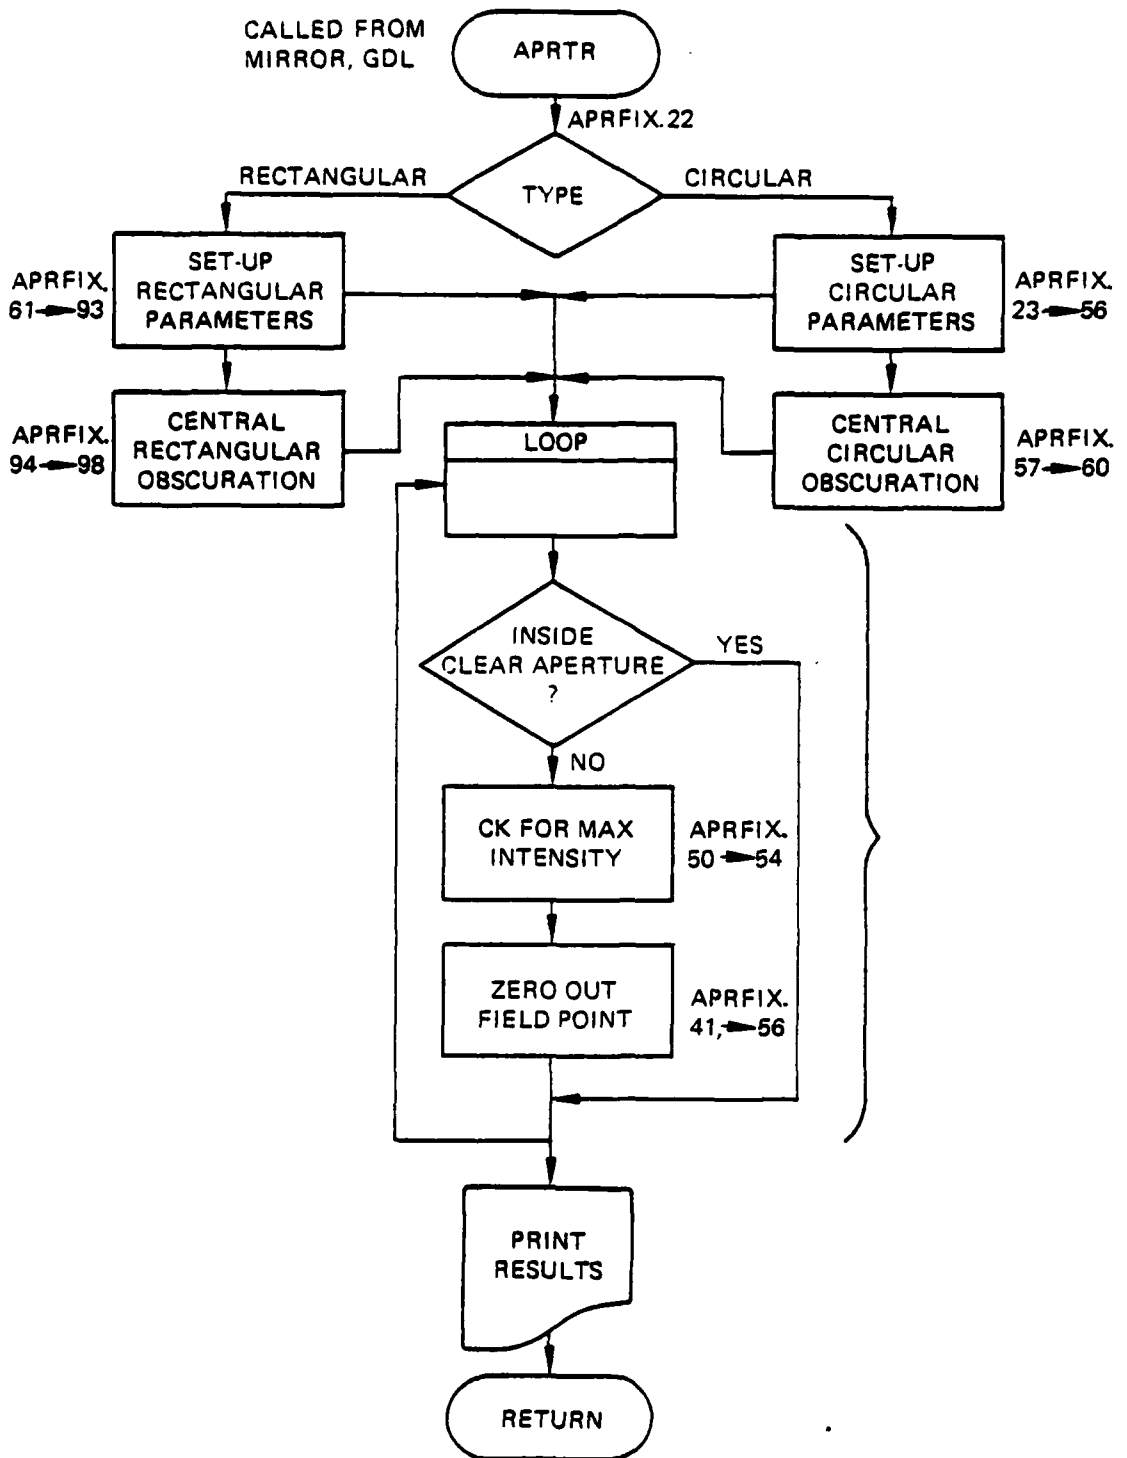 CALLED FROM
MIRROR, GDL
APRTR
APRFIX.22
RECTANGULAR
TYPE
CIRCULAR
APRFIX.
61→93
SET-UP
RECTANGULAR
PARAMETERS
SET-UP
CIRCULAR
PARAMETERS
APRFIX.
23→56
APRFIX.
94→98
CENTRAL
RECTANGULAR
OBSCURATION
LOOP
CENTRAL
CIRCULAR
OBSCURATION
APRFIX.
57→60
INSIDE
CLEAR APERTURE
?
YES
NO
CK FOR MAX
INTENSITY
APRFIX.
50→54
ZERO OUT
FIELD POINT
APRFIX.
41,→56
PRINT
RESULTS
RETURN